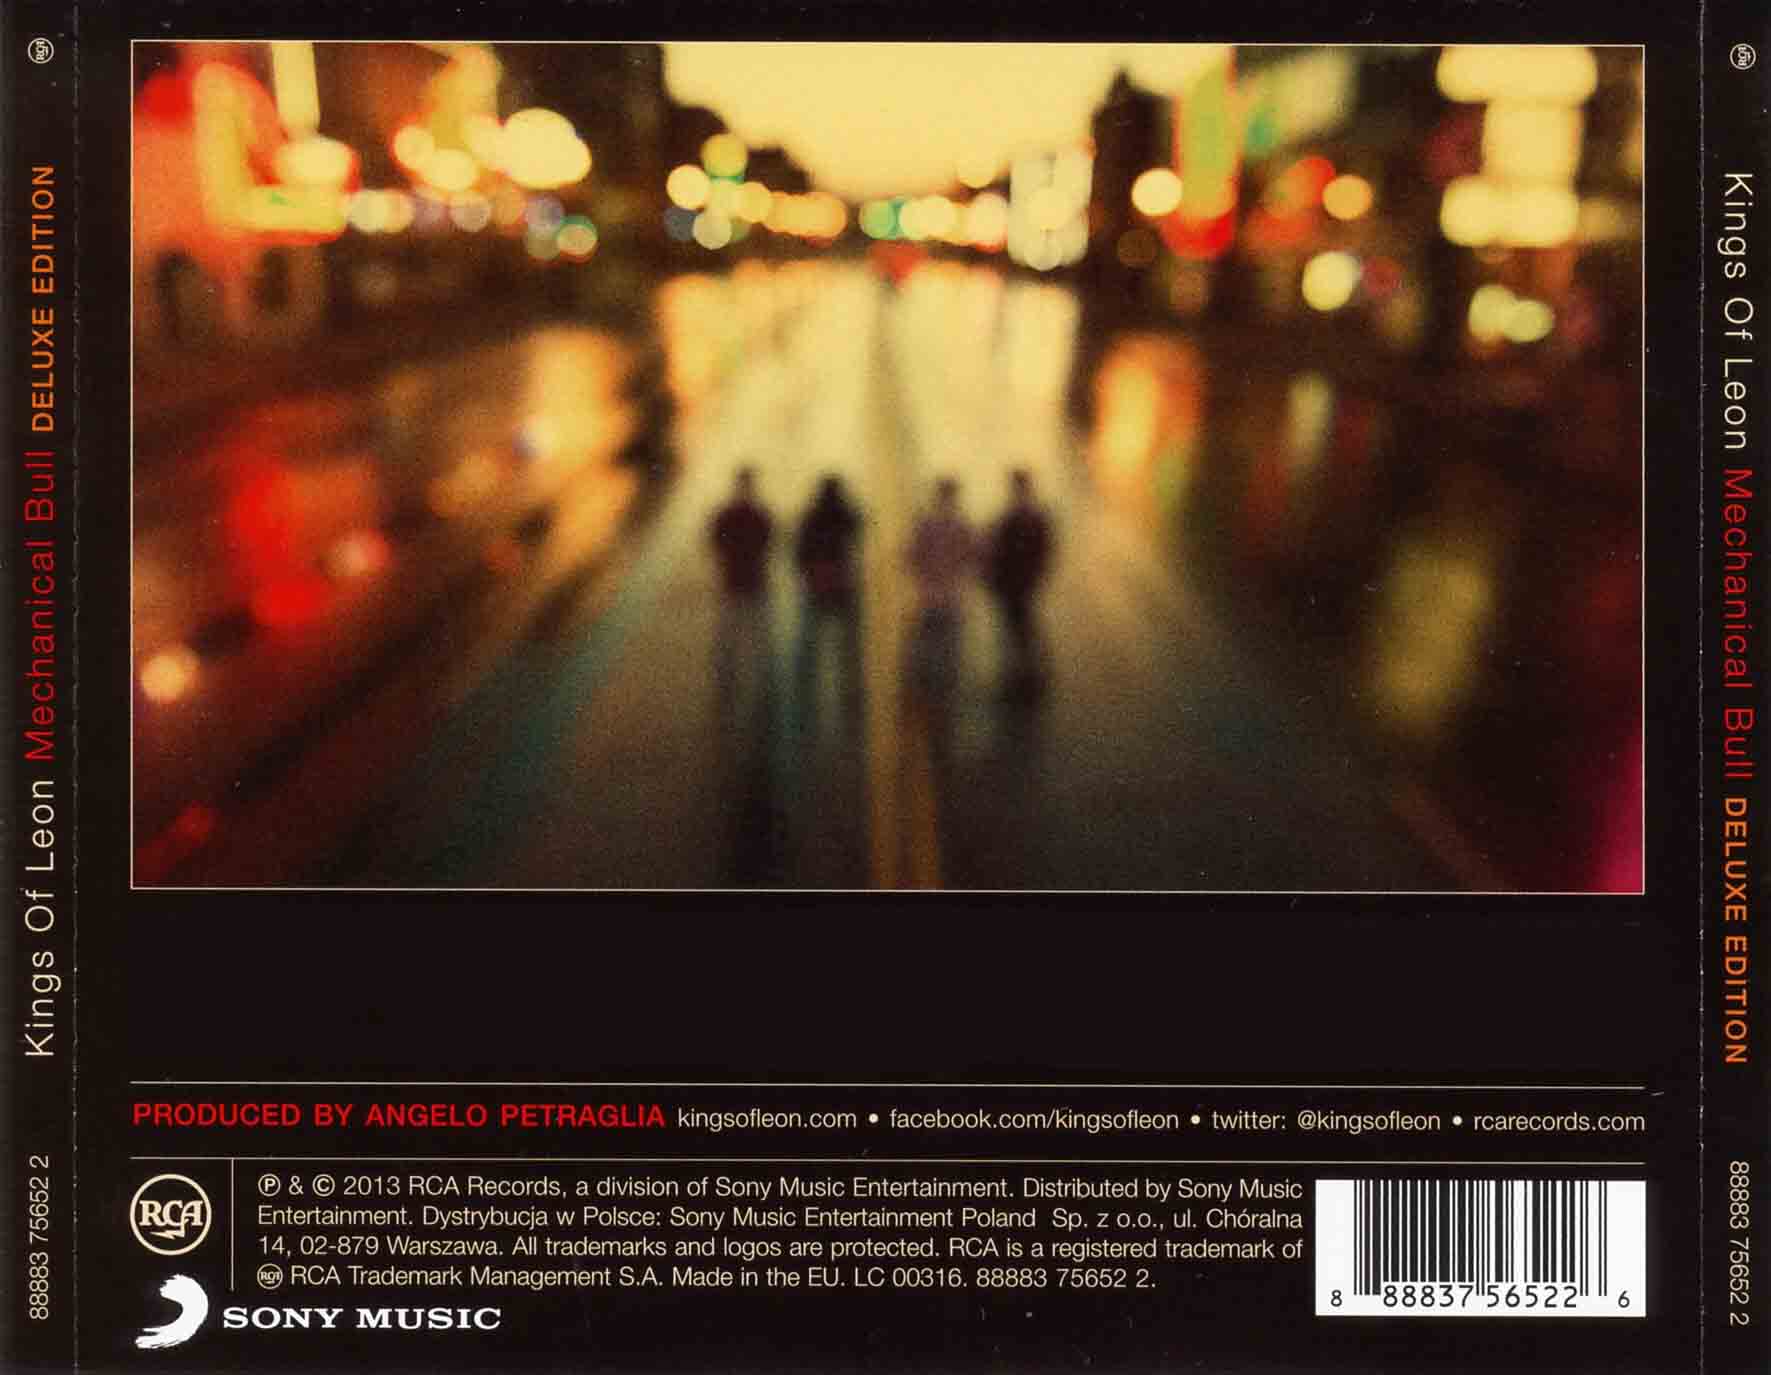 RCA
Kings Of Leon Mechanical Bull DELUXE EDITION
88883 75652 2
RCA
Kings Of Leon Mechanical Bull DELUXE EDITION
88883 75652 2
PRODUCED BY ANGELO PETRAGLIA kingsofleon.com • facebook.com/kingsofleon • twitter: @kingsofleon • rcarecords.com
RCA
℗ & © 2013 RCA Records, a division of Sony Music Entertainment. Distributed by Sony Music
Entertainment. Dystrybucja w Polsce: Sony Music Entertainment Poland Sp. z o.o., ul. Chóralna
14, 02-879 Warszawa. All trademarks and logos are protected. RCA is a registered trademark of
RCA RCA Trademark Management S.A. Made in the EU. LC 00316. 88883 75652 2.
SONY MUSIC
8 88837 56522 6